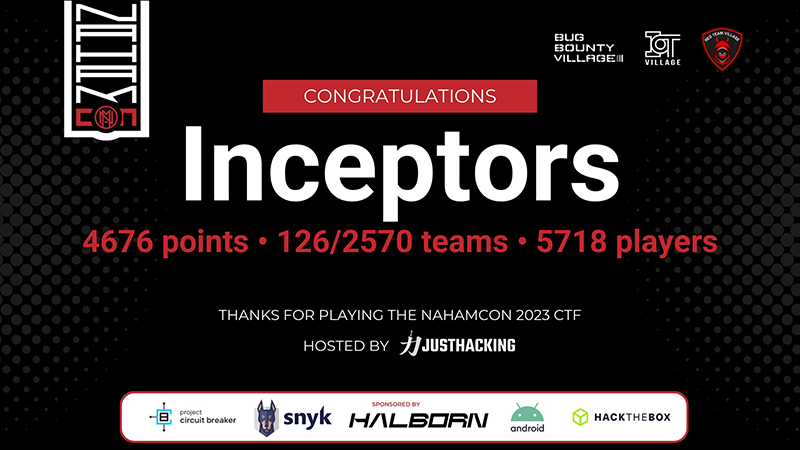 CON
BUG
BOUNTY
VILLAGE
IOT
VILLAGE
RED TEAM VILLAGE
CONGRATULATIONS
Inceptors
4676 points • 126/2570 teams • 5718 players
THANKS FOR PLAYING THE NAHAMCON 2023 CTF
HOSTED BY JUSTHACKING
SPONSORED BY
project
circuit breaker
snyk
HALBORN
android
HACKTHEBOX